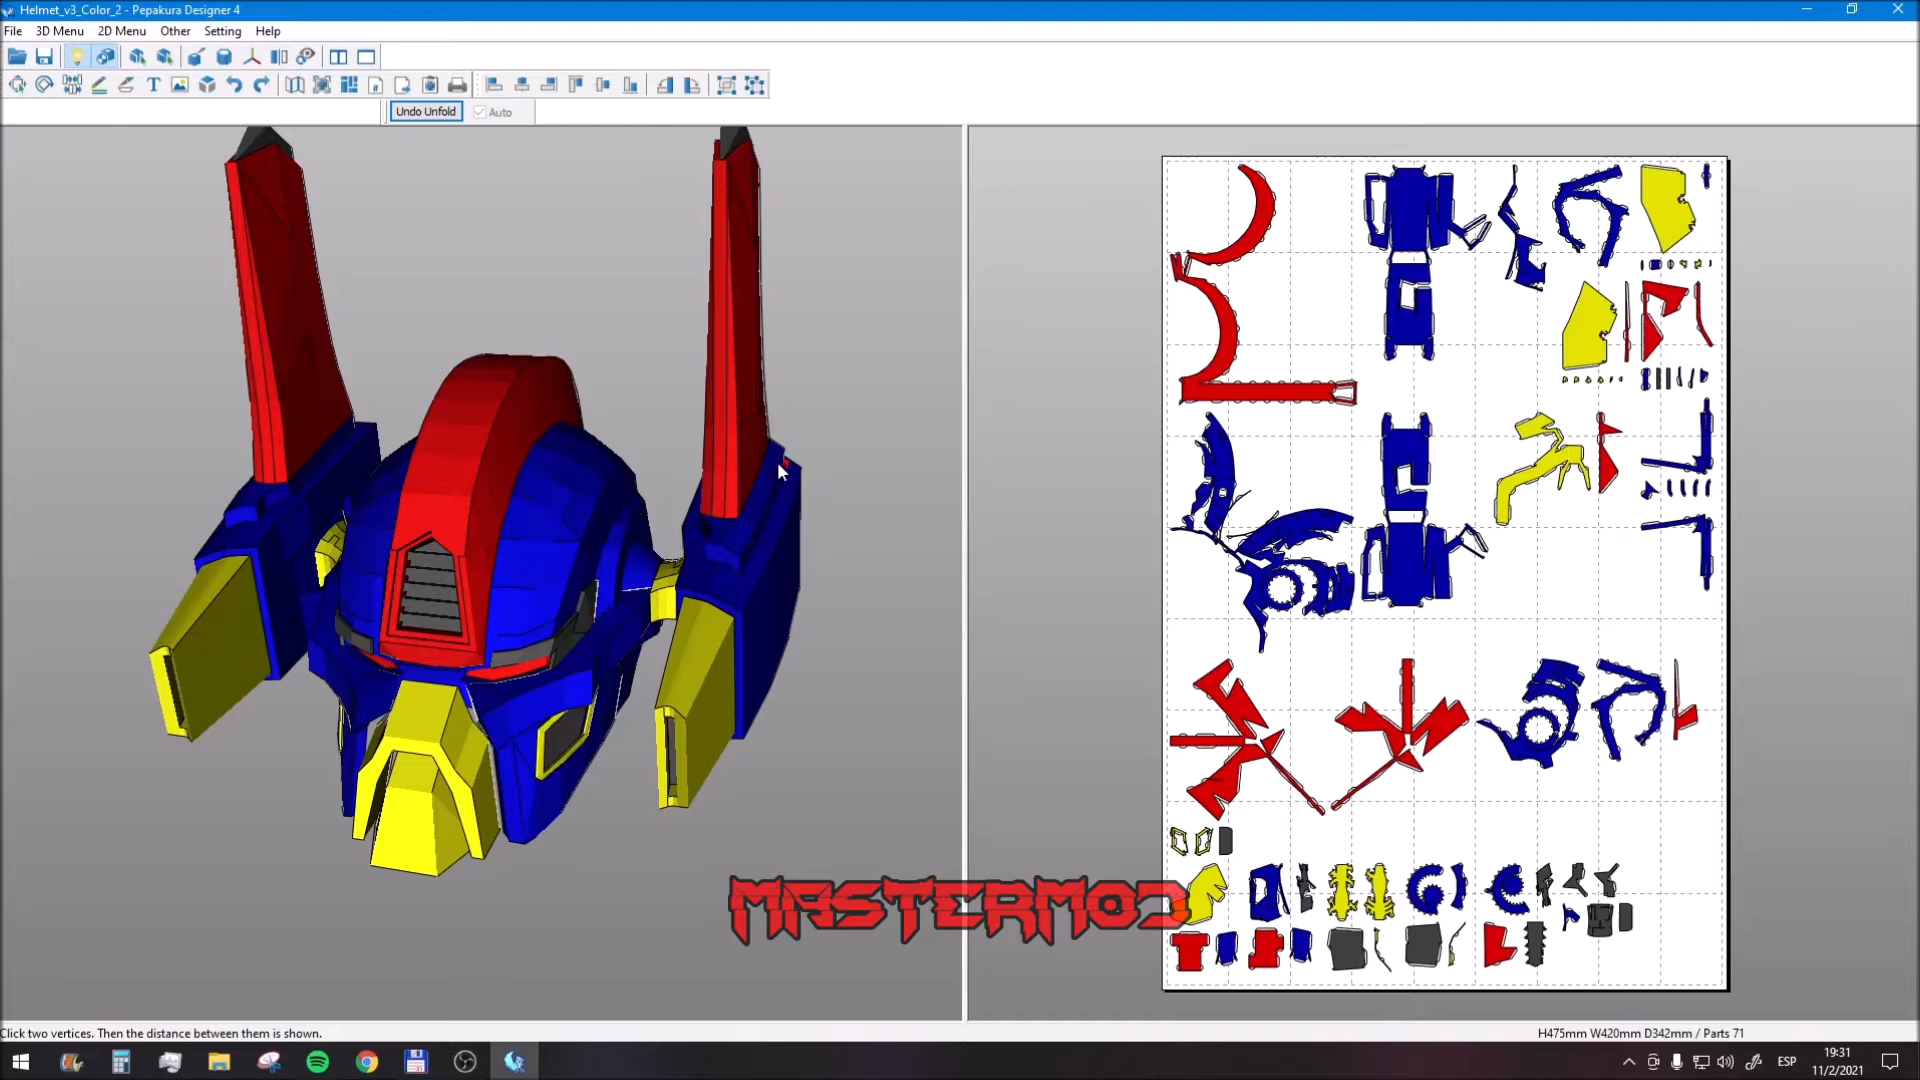 Helmet_v3_Color_2 - Pepakura Designer 4
File 3D Menu 2D Menu Other Setting Help
Undo Unfold Auto
MASTERMOD
Click two vertices. Then the distance between them is shown.
H475mm W420mm D342mm / Parts 71
ESP
19:31
11/2/2021